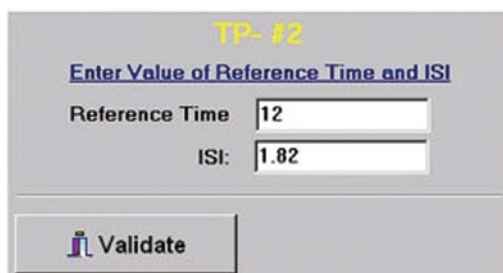 TP- #2
Enter Value of Reference Time and ISI
Reference Time 12
ISI: 1.82
Validate